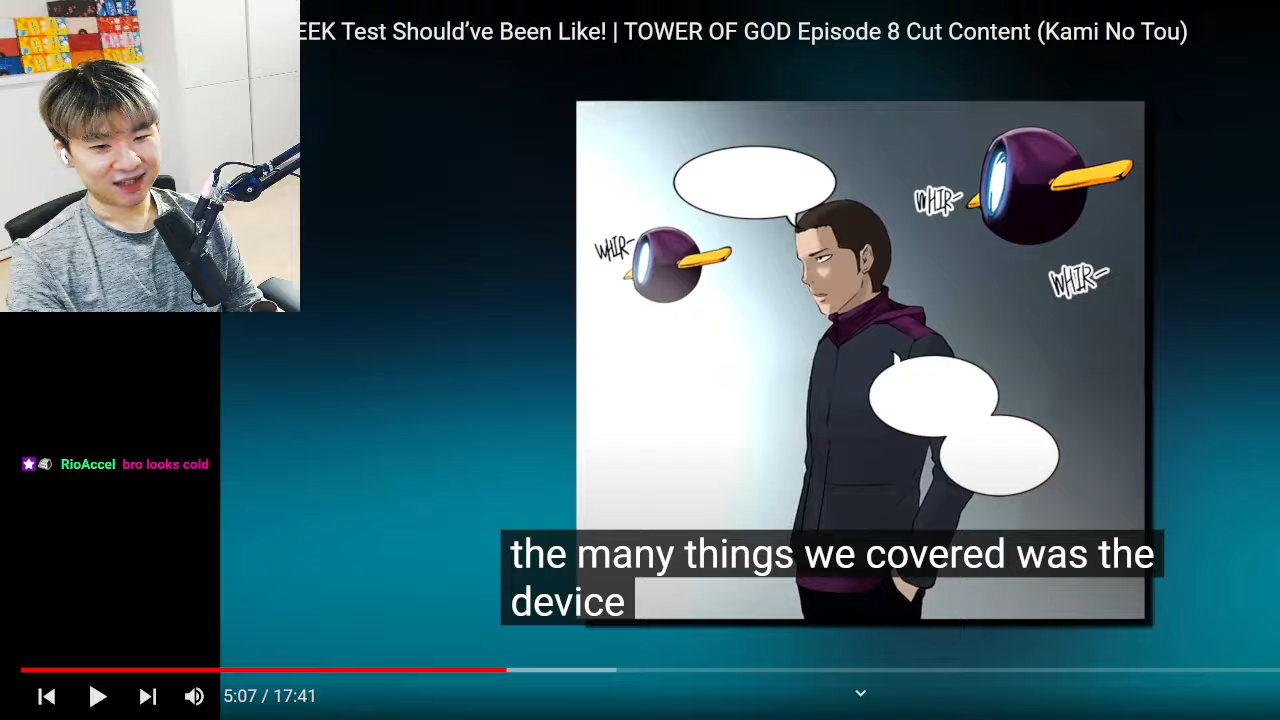 EEK Test Should’ve Been Like! | TOWER OF GOD Episode 8 Cut Content (Kami No Tou)
WHIR-
WHIR-
WHIR-
RioAccel bro looks cold
the many things we covered was the
device
5:07 / 17:41